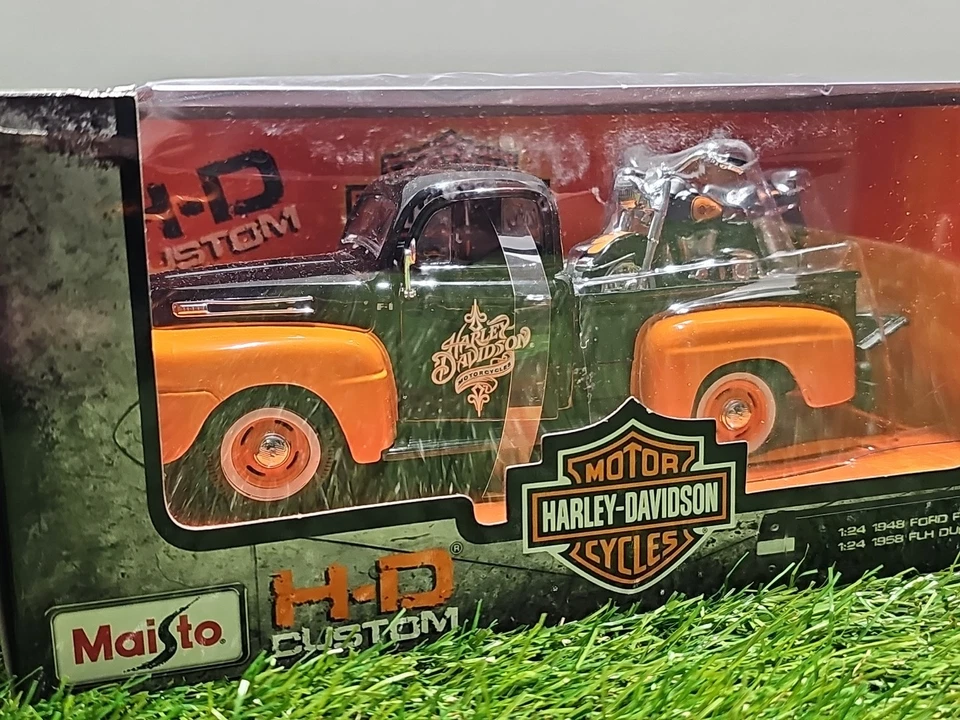 H-D
CUSTOM
F-1
HARLEY-
DAVIDSON
MOTORCYCLES
MOTOR
HARLEY-DAVIDSON
CYCLES
1:24 1948 FORD F
1:24 1958 FLH DU
H-D®
CUSTOM
Maisto®